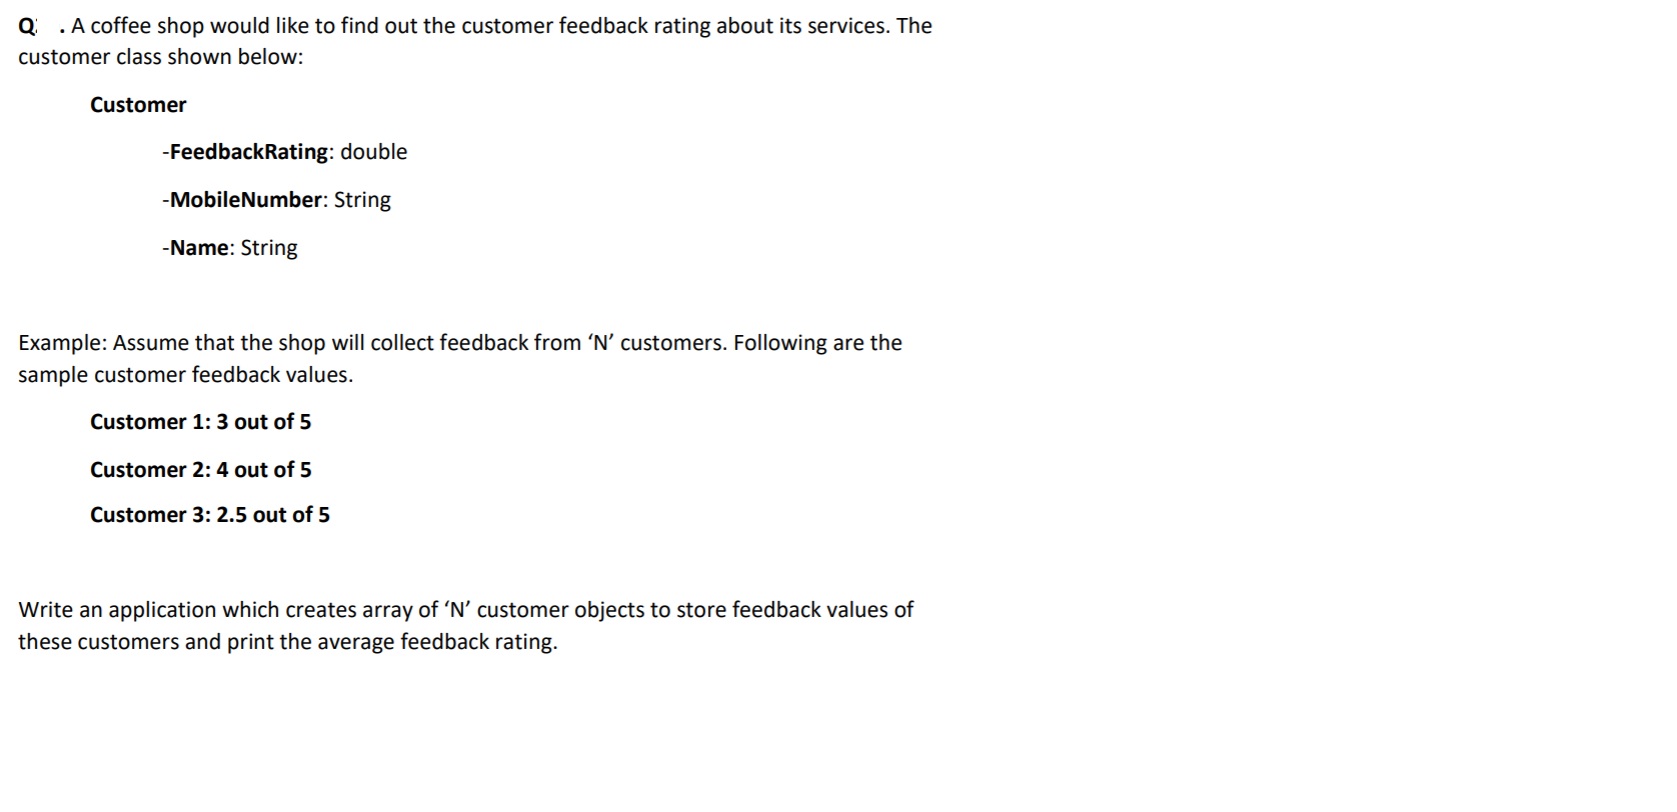 Q: . A coffee shop would like to find out the customer feedback rating about its services. The
customer class shown below:
Customer
-FeedbackRating: double
-MobileNumber: String
-Name: String
Example: Assume that the shop will collect feedback from ‘N’ customers. Following are the
sample customer feedback values.
Customer 1: 3 out of 5
Customer 2: 4 out of 5
Customer 3: 2.5 out of 5
Write an application which creates array of ‘N’ customer objects to store feedback values of
these customers and print the average feedback rating.